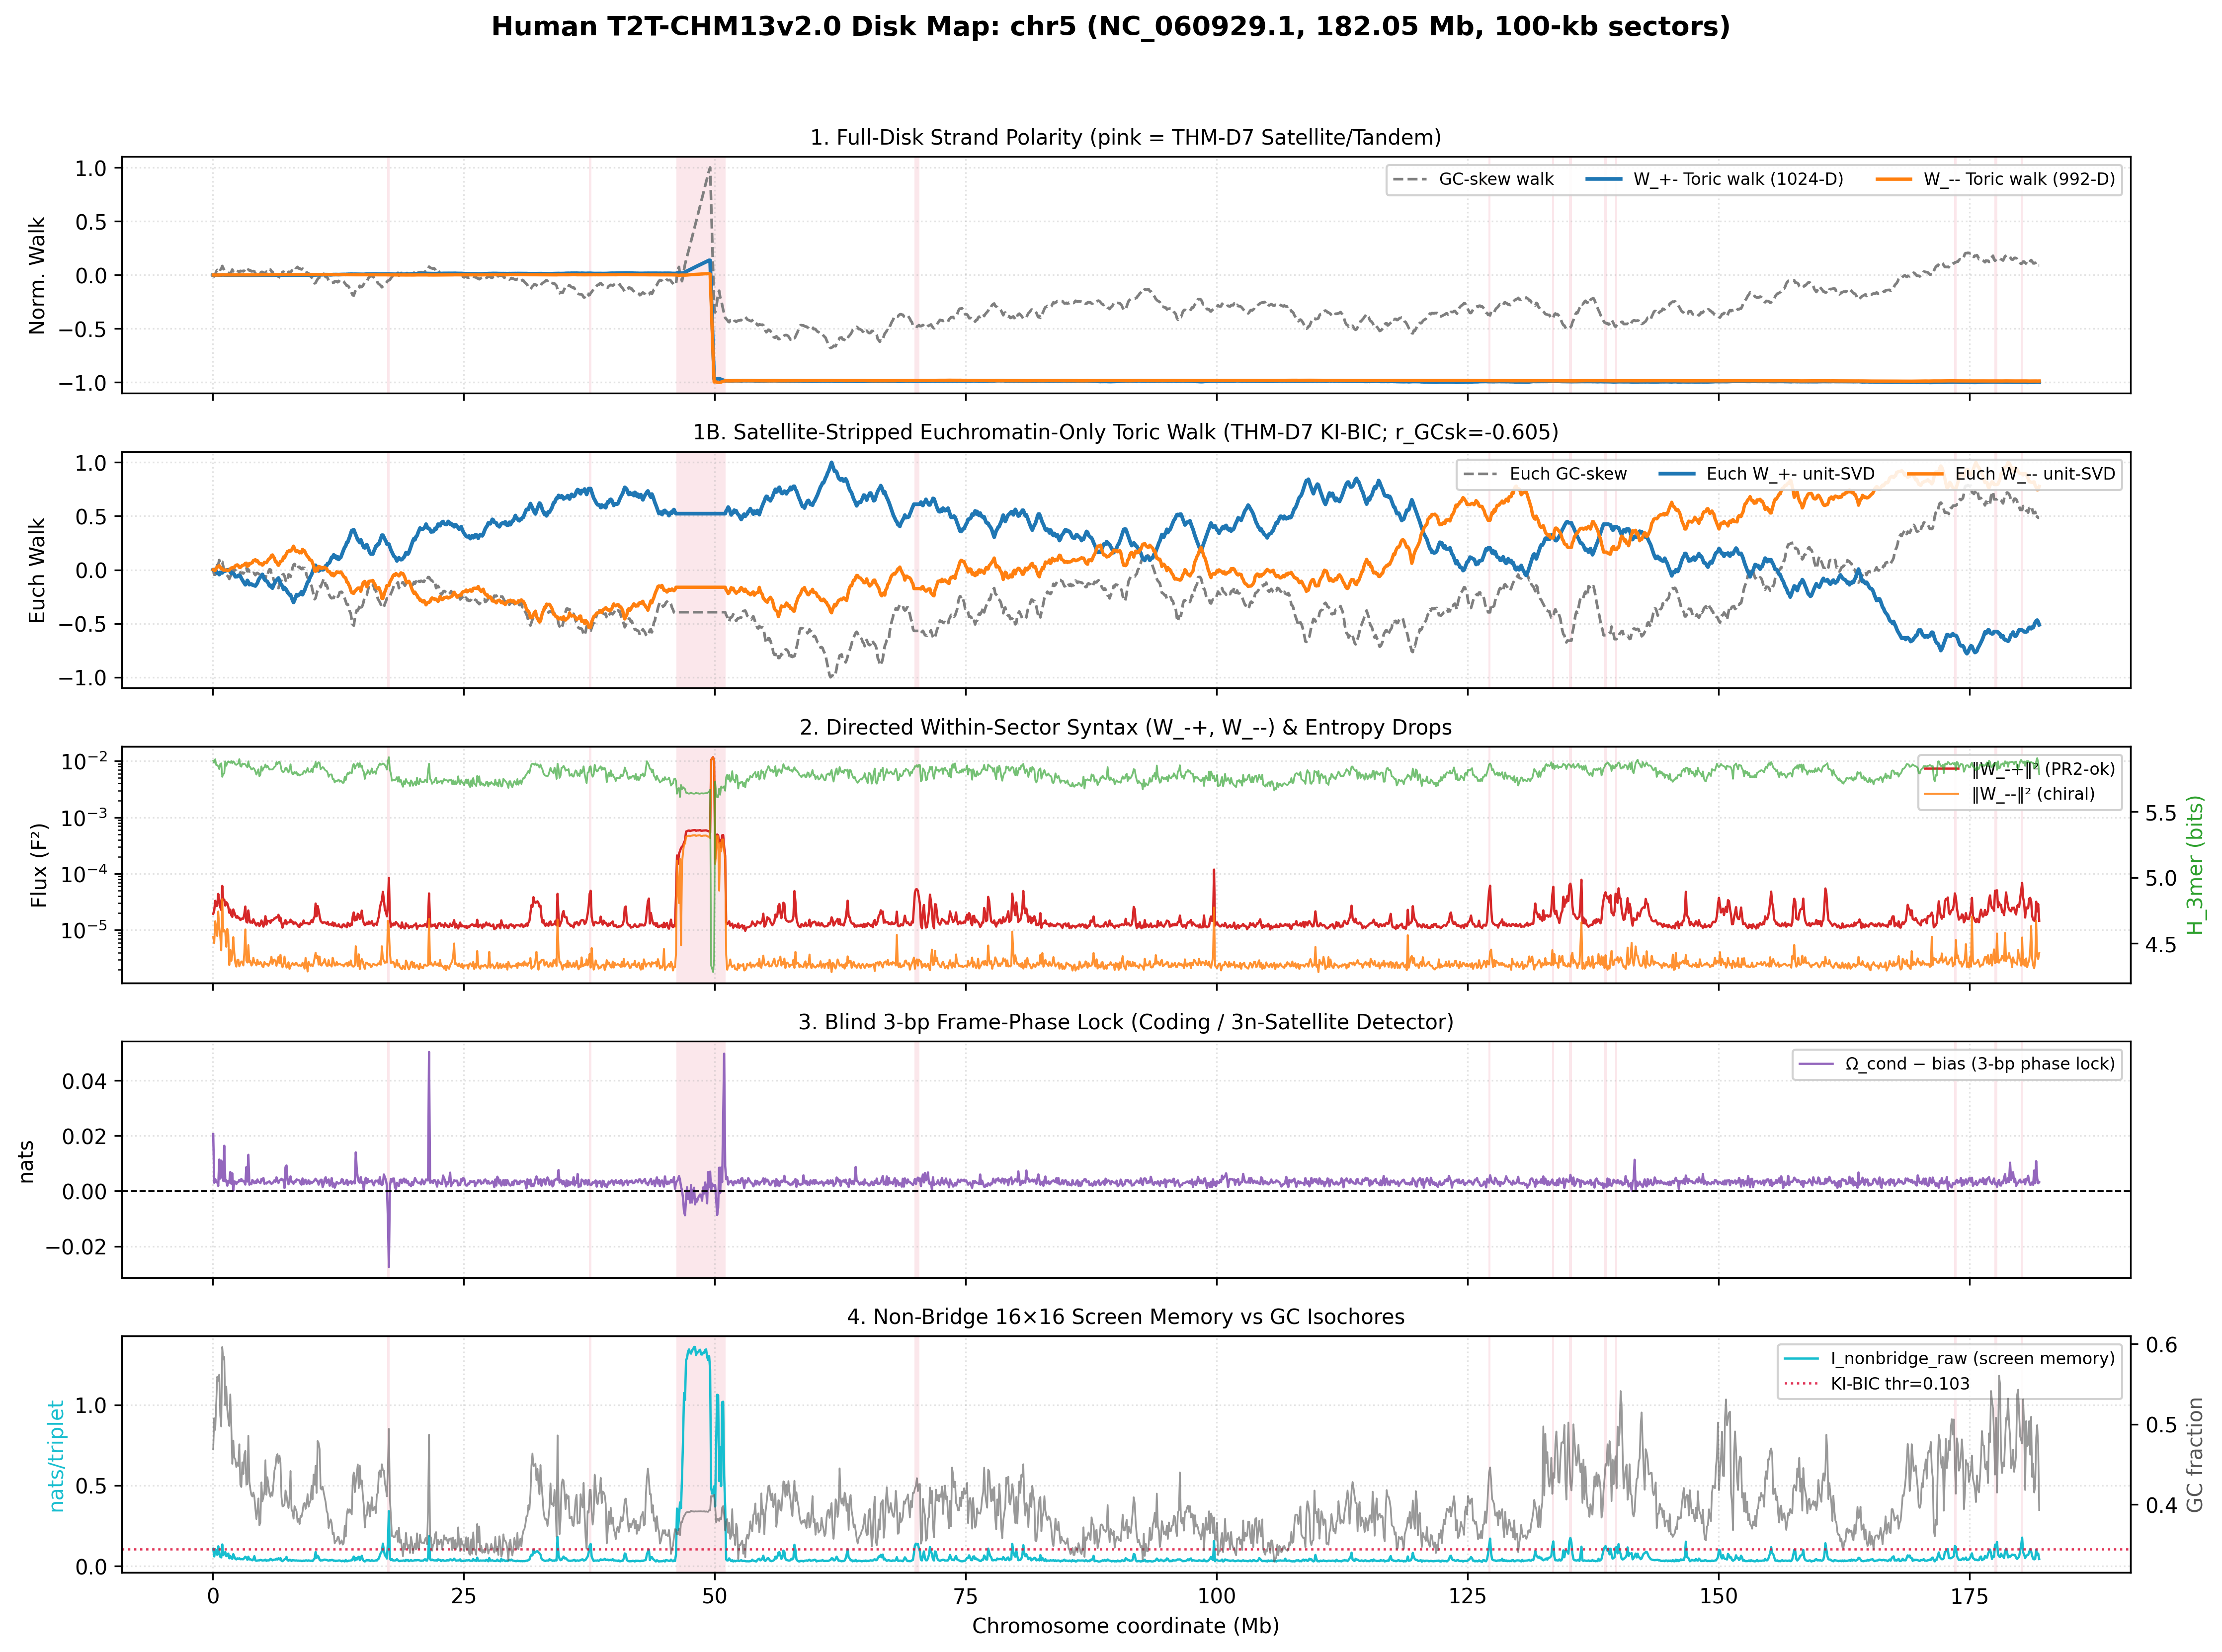 Human T2T-CHM13v2.0 Disk Map: chr5 (NC_060929.1, 182.05 Mb, 100-kb sectors)
1. Full-Disk Strand Polarity (pink = THM-D7 Satellite/Tandem)
Norm. Walk
1.0
0.5
0.0
−0.5
−1.0
GC-skew walk
W_+- Toric walk (1024-D)
W_-- Toric walk (992-D)
1B. Satellite-Stripped Euchromatin-Only Toric Walk (THM-D7 KI-BIC; r_GCsk=-0.605)
Euch Walk
1.0
0.5
0.0
−0.5
−1.0
Euch GC-skew
Euch W_+- unit-SVD
Euch W_-- unit-SVD
2. Directed Within-Sector Syntax (W_-+, W_--) & Entropy Drops
Flux (F²)
10⁻²
10⁻³
10⁻⁴
10⁻⁵
‖W_-+‖² (PR2-ok)
‖W_--‖² (chiral)
5.5
5.0
4.5
H_3mer (bits)
3. Blind 3-bp Frame-Phase Lock (Coding / 3n-Satellite Detector)
nats
0.04
0.02
0.00
−0.02
Ω_cond − bias (3-bp phase lock)
4. Non-Bridge 16×16 Screen Memory vs GC Isochores
nats/triplet
1.0
0.5
0.0
I_nonbridge_raw (screen memory)
KI-BIC thr=0.103
0.6
0.5
0.4
GC fraction
0 25 50 75 100 125 150 175
Chromosome coordinate (Mb)